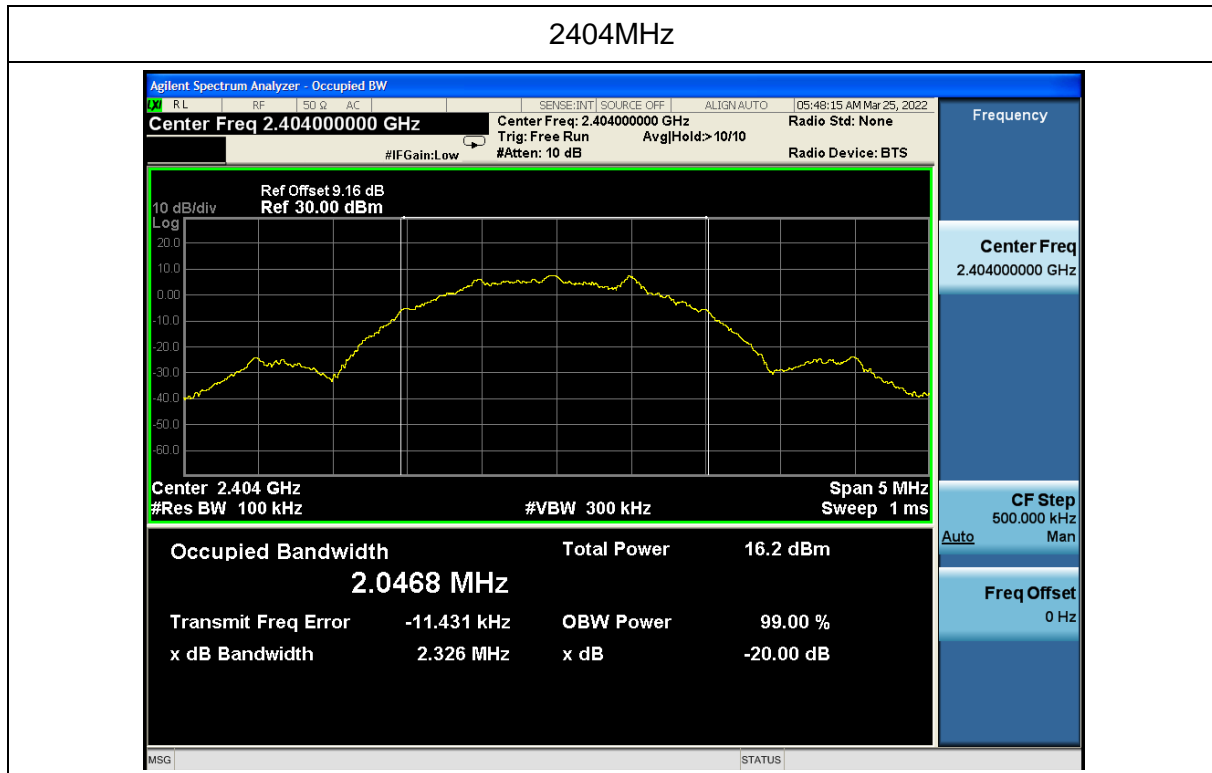 2404MHz
Agilent Spectrum Analyzer - Occupied BW
LXI RL RF 50 Ω AC SENSE:INT SOURCE OFF ALIGN AUTO 05:48:15 AM Mar 25, 2022
Center Freq 2.404000000 GHz
Center Freq: 2.404000000 GHz Radio Std: None
Trig: Free Run Avg|Hold:> 10/10
#IFGain:Low #Atten: 10 dB Radio Device: BTS
Frequency
Ref Offset 9.16 dB
10 dB/div Ref 30.00 dBm
Log
20.0
10.0
0.00
-10.0
-20.0
-30.0
-40.0
-50.0
-60.0
Center 2.404 GHz Span 5 MHz
#Res BW 100 kHz #VBW 300 kHz Sweep 1 ms
Center Freq
2.404000000 GHz
CF Step
500.000 kHz
Auto Man
Freq Offset
0 Hz
Occupied Bandwidth Total Power 16.2 dBm
2.0468 MHz
Transmit Freq Error -11.431 kHz OBW Power 99.00 %
x dB Bandwidth 2.326 MHz x dB -20.00 dB
MSG STATUS